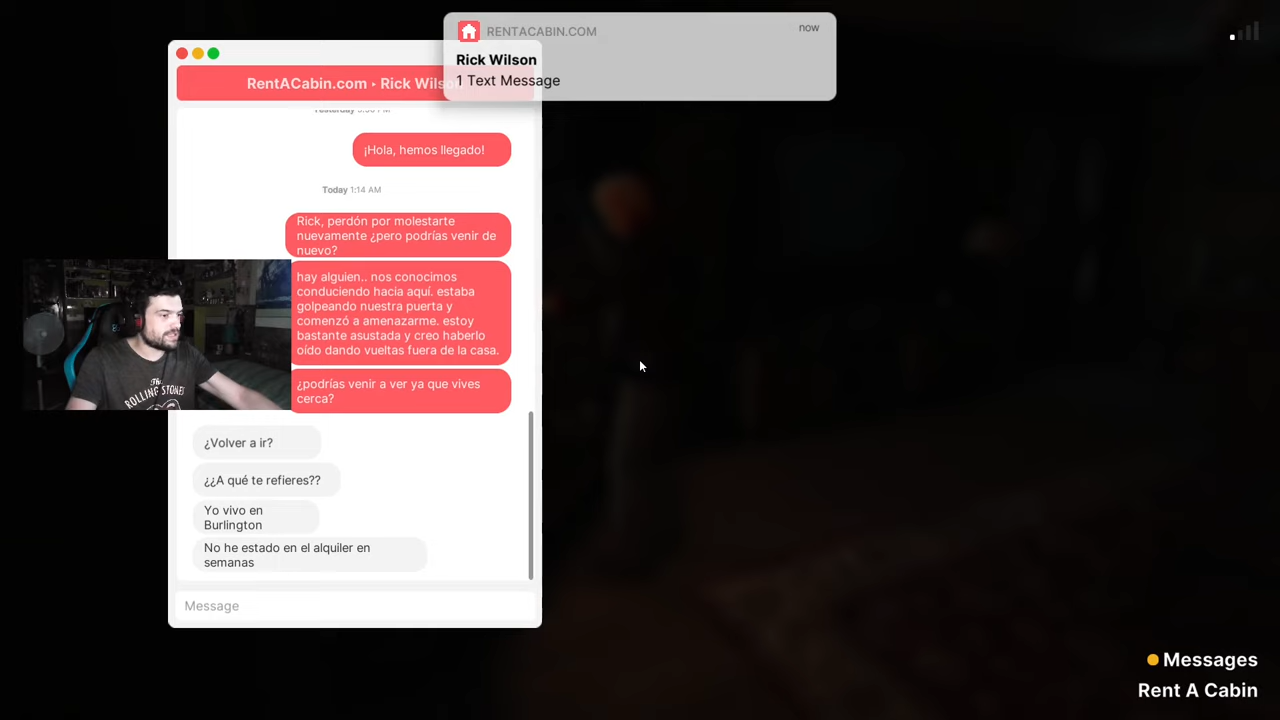 RENTACABIN.COM
now
Rick Wilson
1 Text Message
RentACabin.com ▸ Rick Wilson
Yesterday
¡Hola, hemos llegado!
Today 1:14 AM
Rick, perdón por molestarte
nuevamente ¿pero podrías venir de
nuevo?
hay alguien.. nos conocimos
conduciendo hacia aquí. estaba
golpeando nuestra puerta y
comenzó a amenazarme. estoy
bastante asustada y creo haberlo
oído dando vueltas fuera de la casa.
¿podrías venir a ver ya que vives
cerca?
¿Volver a ir?
¿¿A qué te refieres??
Yo vivo en
Burlington
No he estado en el alquiler en
semanas
Message
THE
ROLLING STONES
Messages
Rent A Cabin